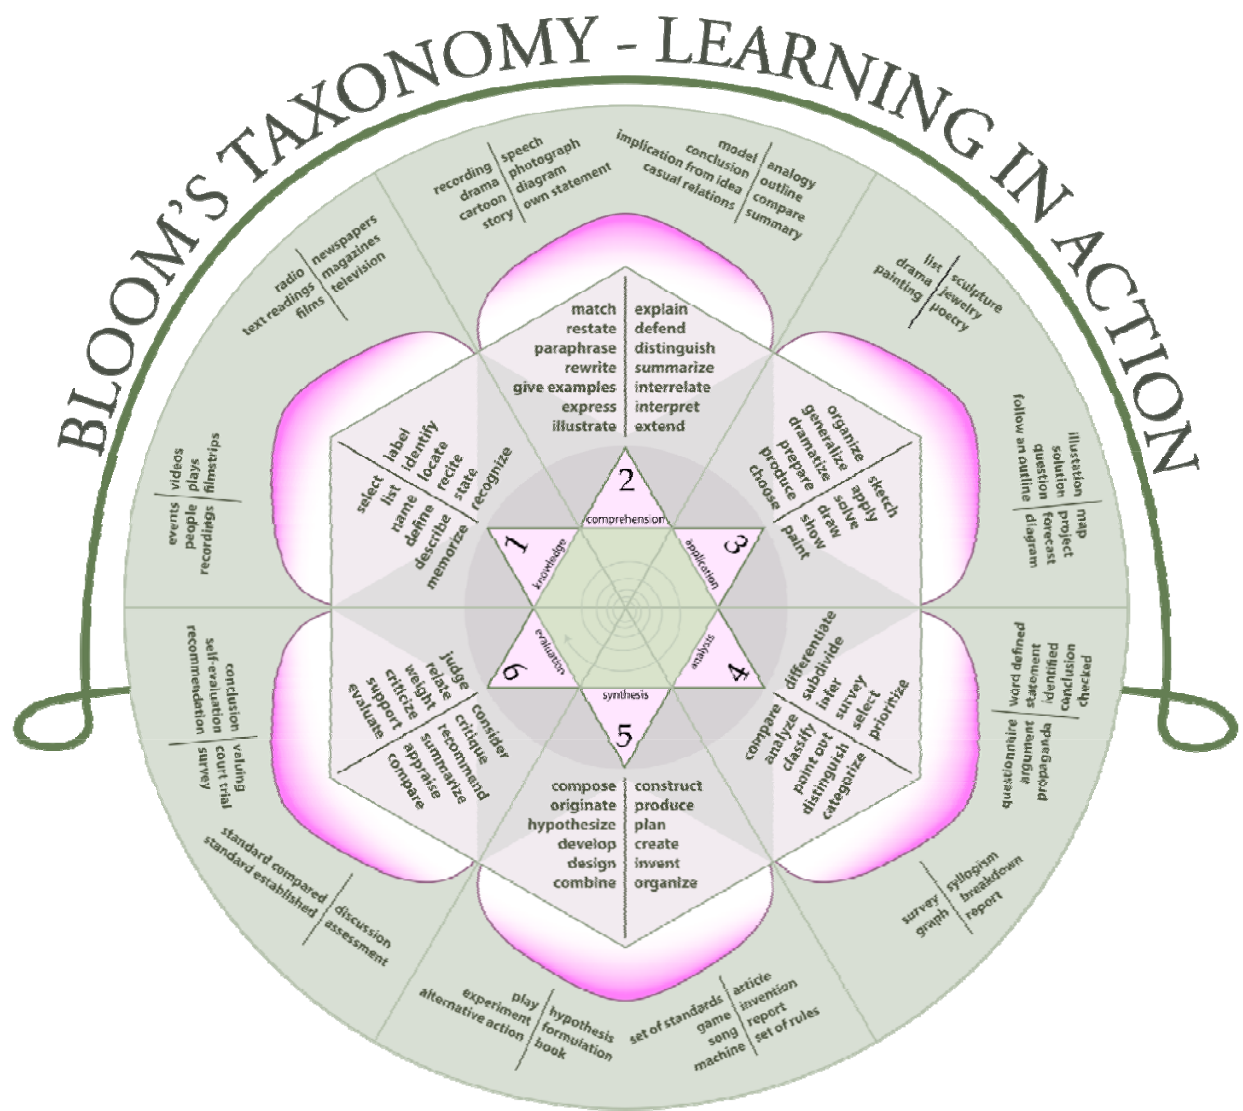 BLOOM'S TAXONOMY - LEARNING IN ACTION
recording
drama
cartoon
story
speech
photograph
diagram
own statement
model
conclusion
implication from idea
casual relations
analogy
outline
compare
summary
radio
text readings
films
newspapers
magazines
television
list
drama
painting
sculpture
jewelry
poetry
videos
plays
filmstrips
events
people
recordings
illustation
solution
question
follow an outline
map
project
forecast
diagram
match
restate
paraphrase
rewrite
give examples
express
illustrate
explain
defend
distinguish
summarize
interrelate
interpret
extend
label
identify
locate
recite
state
recognize
select
list
name
define
describe
memorize
organize
generalize
dramatize
prepare
produce
choose
sketch
apply
solve
draw
show
paint
2
comprehension
1
knowledge
3
application
6
evaluation
4
analysis
synthesis
5
judge
relate
weight
criticize
support
evaluate
consider
critique
recommend
summarize
appraise
compare
differentiate
subdivide
infer
survey
select
prioritize
compare
analyze
classify
point out
distinguish
categorize
compose
originate
hypothesize
develop
design
combine
construct
produce
plan
create
invent
organize
conclusion
self-evaluation
recommendation
valuing
court trial
survey
word defined
statement
identified
conclusion
checked
questionnaire
argument
propaganda
standard compared
standard established
discussion
assessment
syllogism
breakdown
report
survey
graph
play
experiment
alternative action
hypothesis
formulation
book
set of standards
game
song
machine
article
invention
report
set of rules